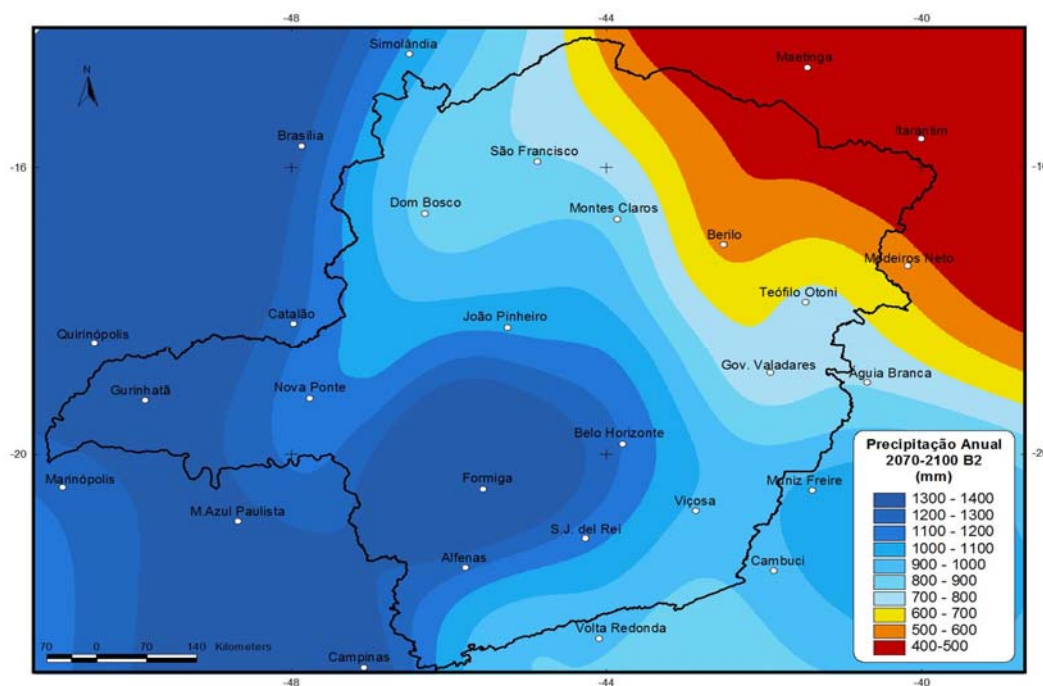 -48
-44
-40
Simolândia
Maetinga
N
Itarantim
Brasília
São Francisco
-16
-16
Dom Bosco
Montes Claros
Berilo
Medeiros Neto
Teófilo Otoni
Catalão
João Pinheiro
Quirinópolis
Gov. Valadares
Águia Branca
Gurinhatã
Nova Ponte
Belo Horizonte
-20
-20
Marinópolis
Formiga
Muniz Freire
M.Azul Paulista
Viçosa
S.J. del Rei
Alfenas
Cambuci
Volta Redonda
Campinas
Precipitação Anual
2070-2100 B2
(mm)
1300 - 1400
1200 - 1300
1100 - 1200
1000 - 1100
900 - 1000
800 - 900
700 - 800
600 - 700
500 - 600
400-500
70 0 70 140 Kilometers
-48
-44
-40